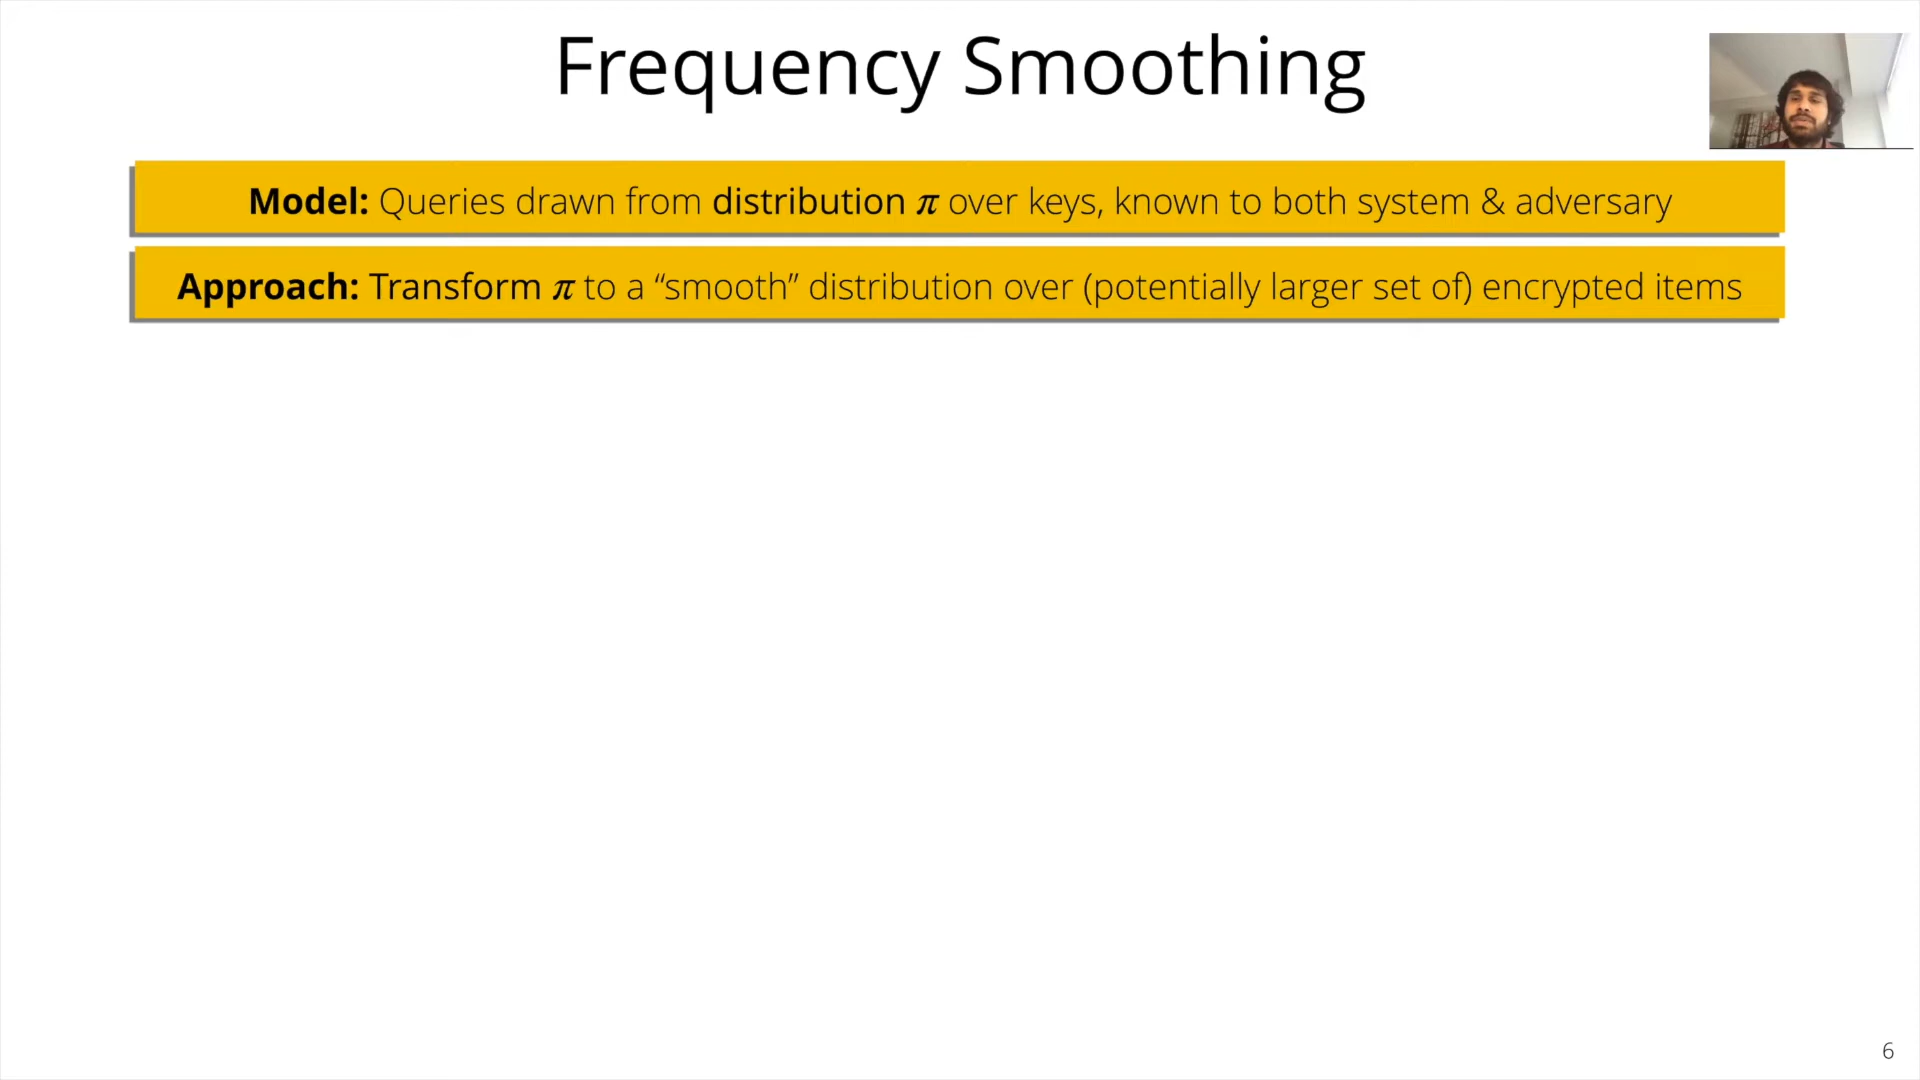 Frequency Smoothing
Model: Queries drawn from distribution π over keys, known to both system & adversary
Approach: Transform π to a “smooth” distribution over (potentially larger set of) encrypted items
6